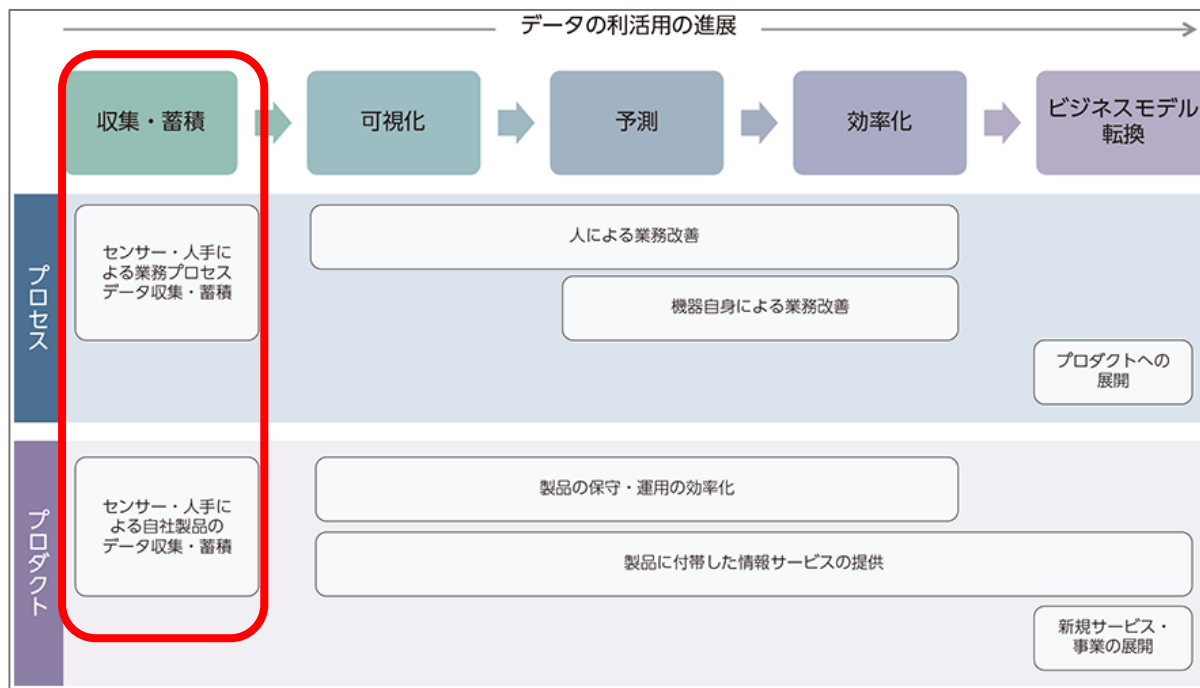 データの利活用の進展
収集・蓄積
可視化
予測
効率化
ビジネスモデル
転換
プロセス
センサー・人手に
よる業務プロセス
データ収集・蓄積
人による業務改善
機器自身による業務改善
プロダクトへの
展開
プロダクト
センサー・人手に
よる自社製品の
データ収集・蓄積
製品の保守・運用の効率化
製品に付帯した情報サービスの提供
新規サービス・
事業の展開